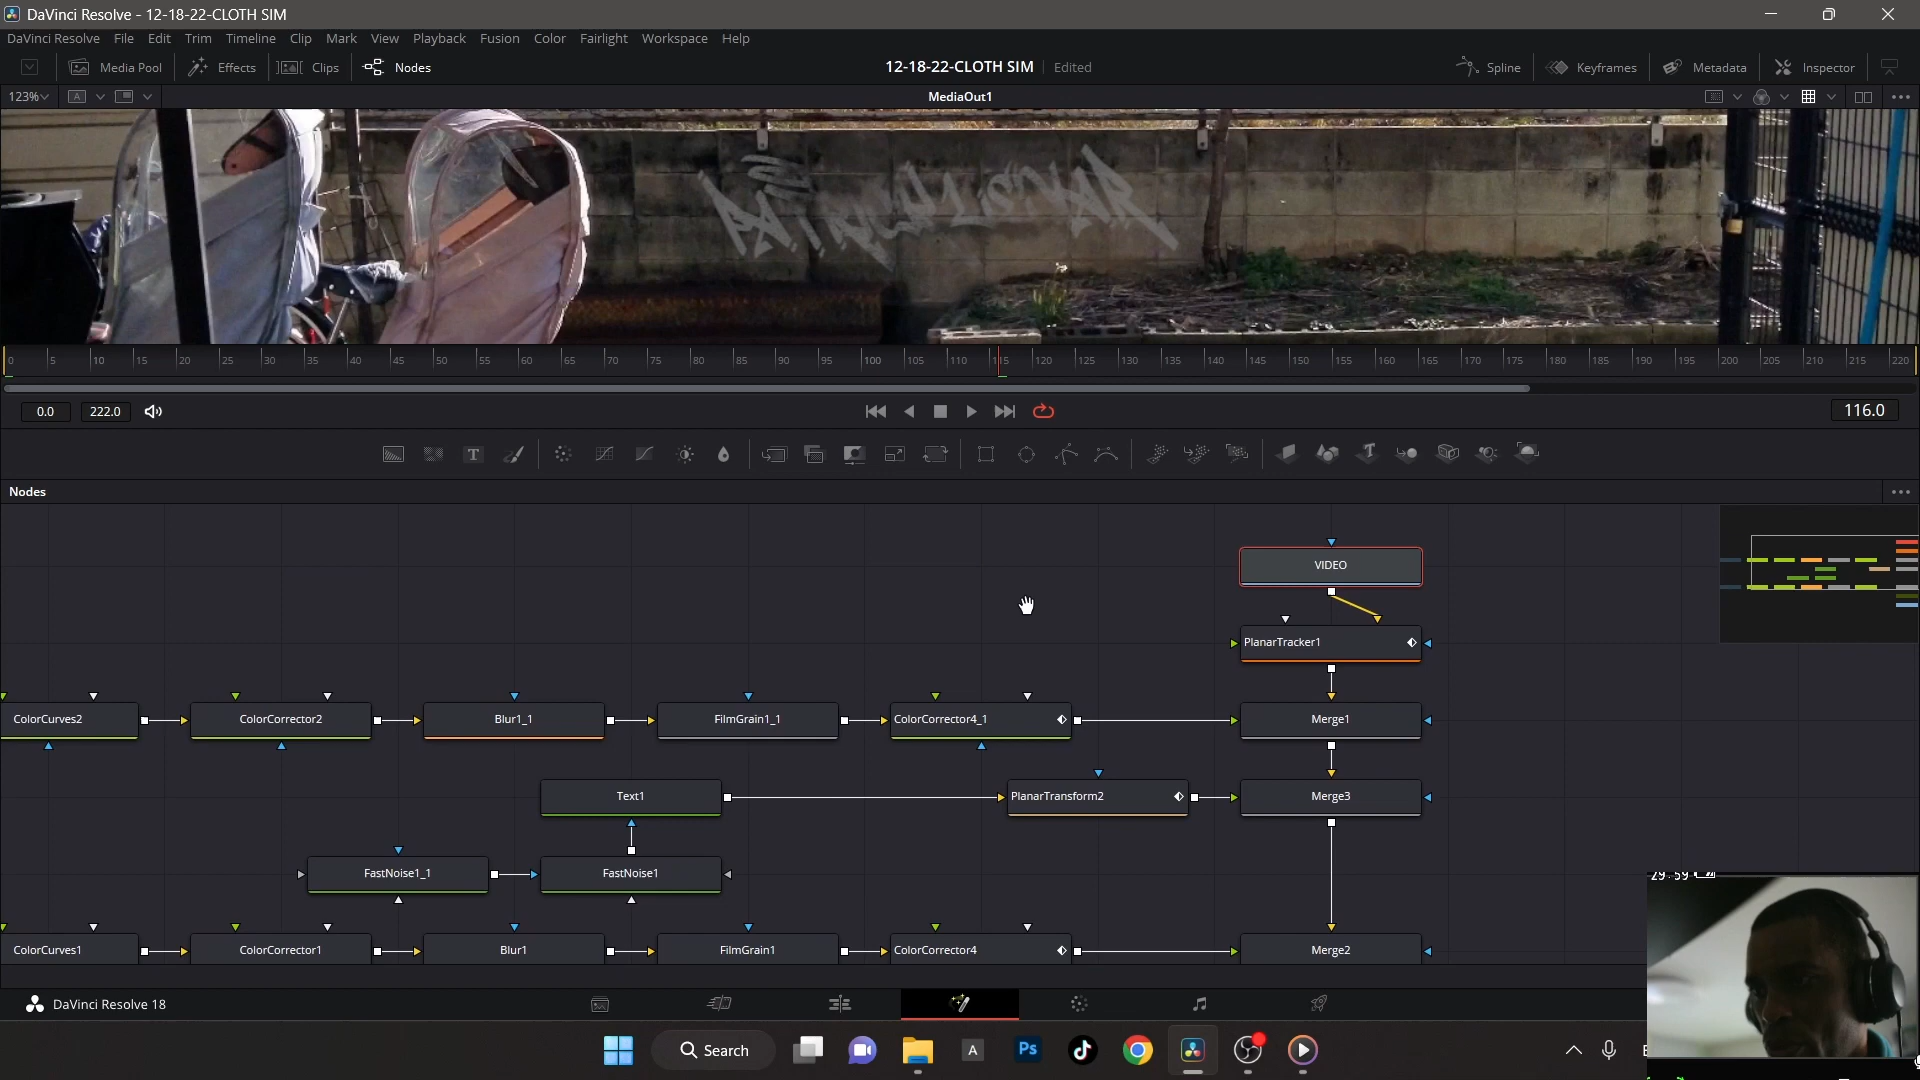 DaVinci Resolve - 12-18-22-CLOTH SIM
DaVinci Resolve File Edit Trim Timeline Clip Mark View Playback Fusion Color Fairlight Workspace Help
Media Pool Effects Clips Nodes 12-18-22-CLOTH SIM Edited Spline Keyframes Metadata Inspector
123% A MediaOut1
0 5 10 15 20 25 30 35 40 45 50 55 60 65 70 75 80 85 90 95 100 105 110 115 120 125 130 135 140 145 150 155 160 165 170 175 180 185 190 195 200 205 210 215 220
0.0 222.0 116.0
T T
Nodes
VIDEO
PlanarTracker1
ColorCurves2 ColorCorrector2 Blur1_1 FilmGrain1_1 ColorCorrector4_1 Merge1
Text1 PlanarTransform2 Merge3
FastNoise1_1 FastNoise1
29:59
ColorCurves1 ColorCorrector1 Blur1 FilmGrain1 ColorCorrector4 Merge2
DaVinci Resolve 18
Search A Ps